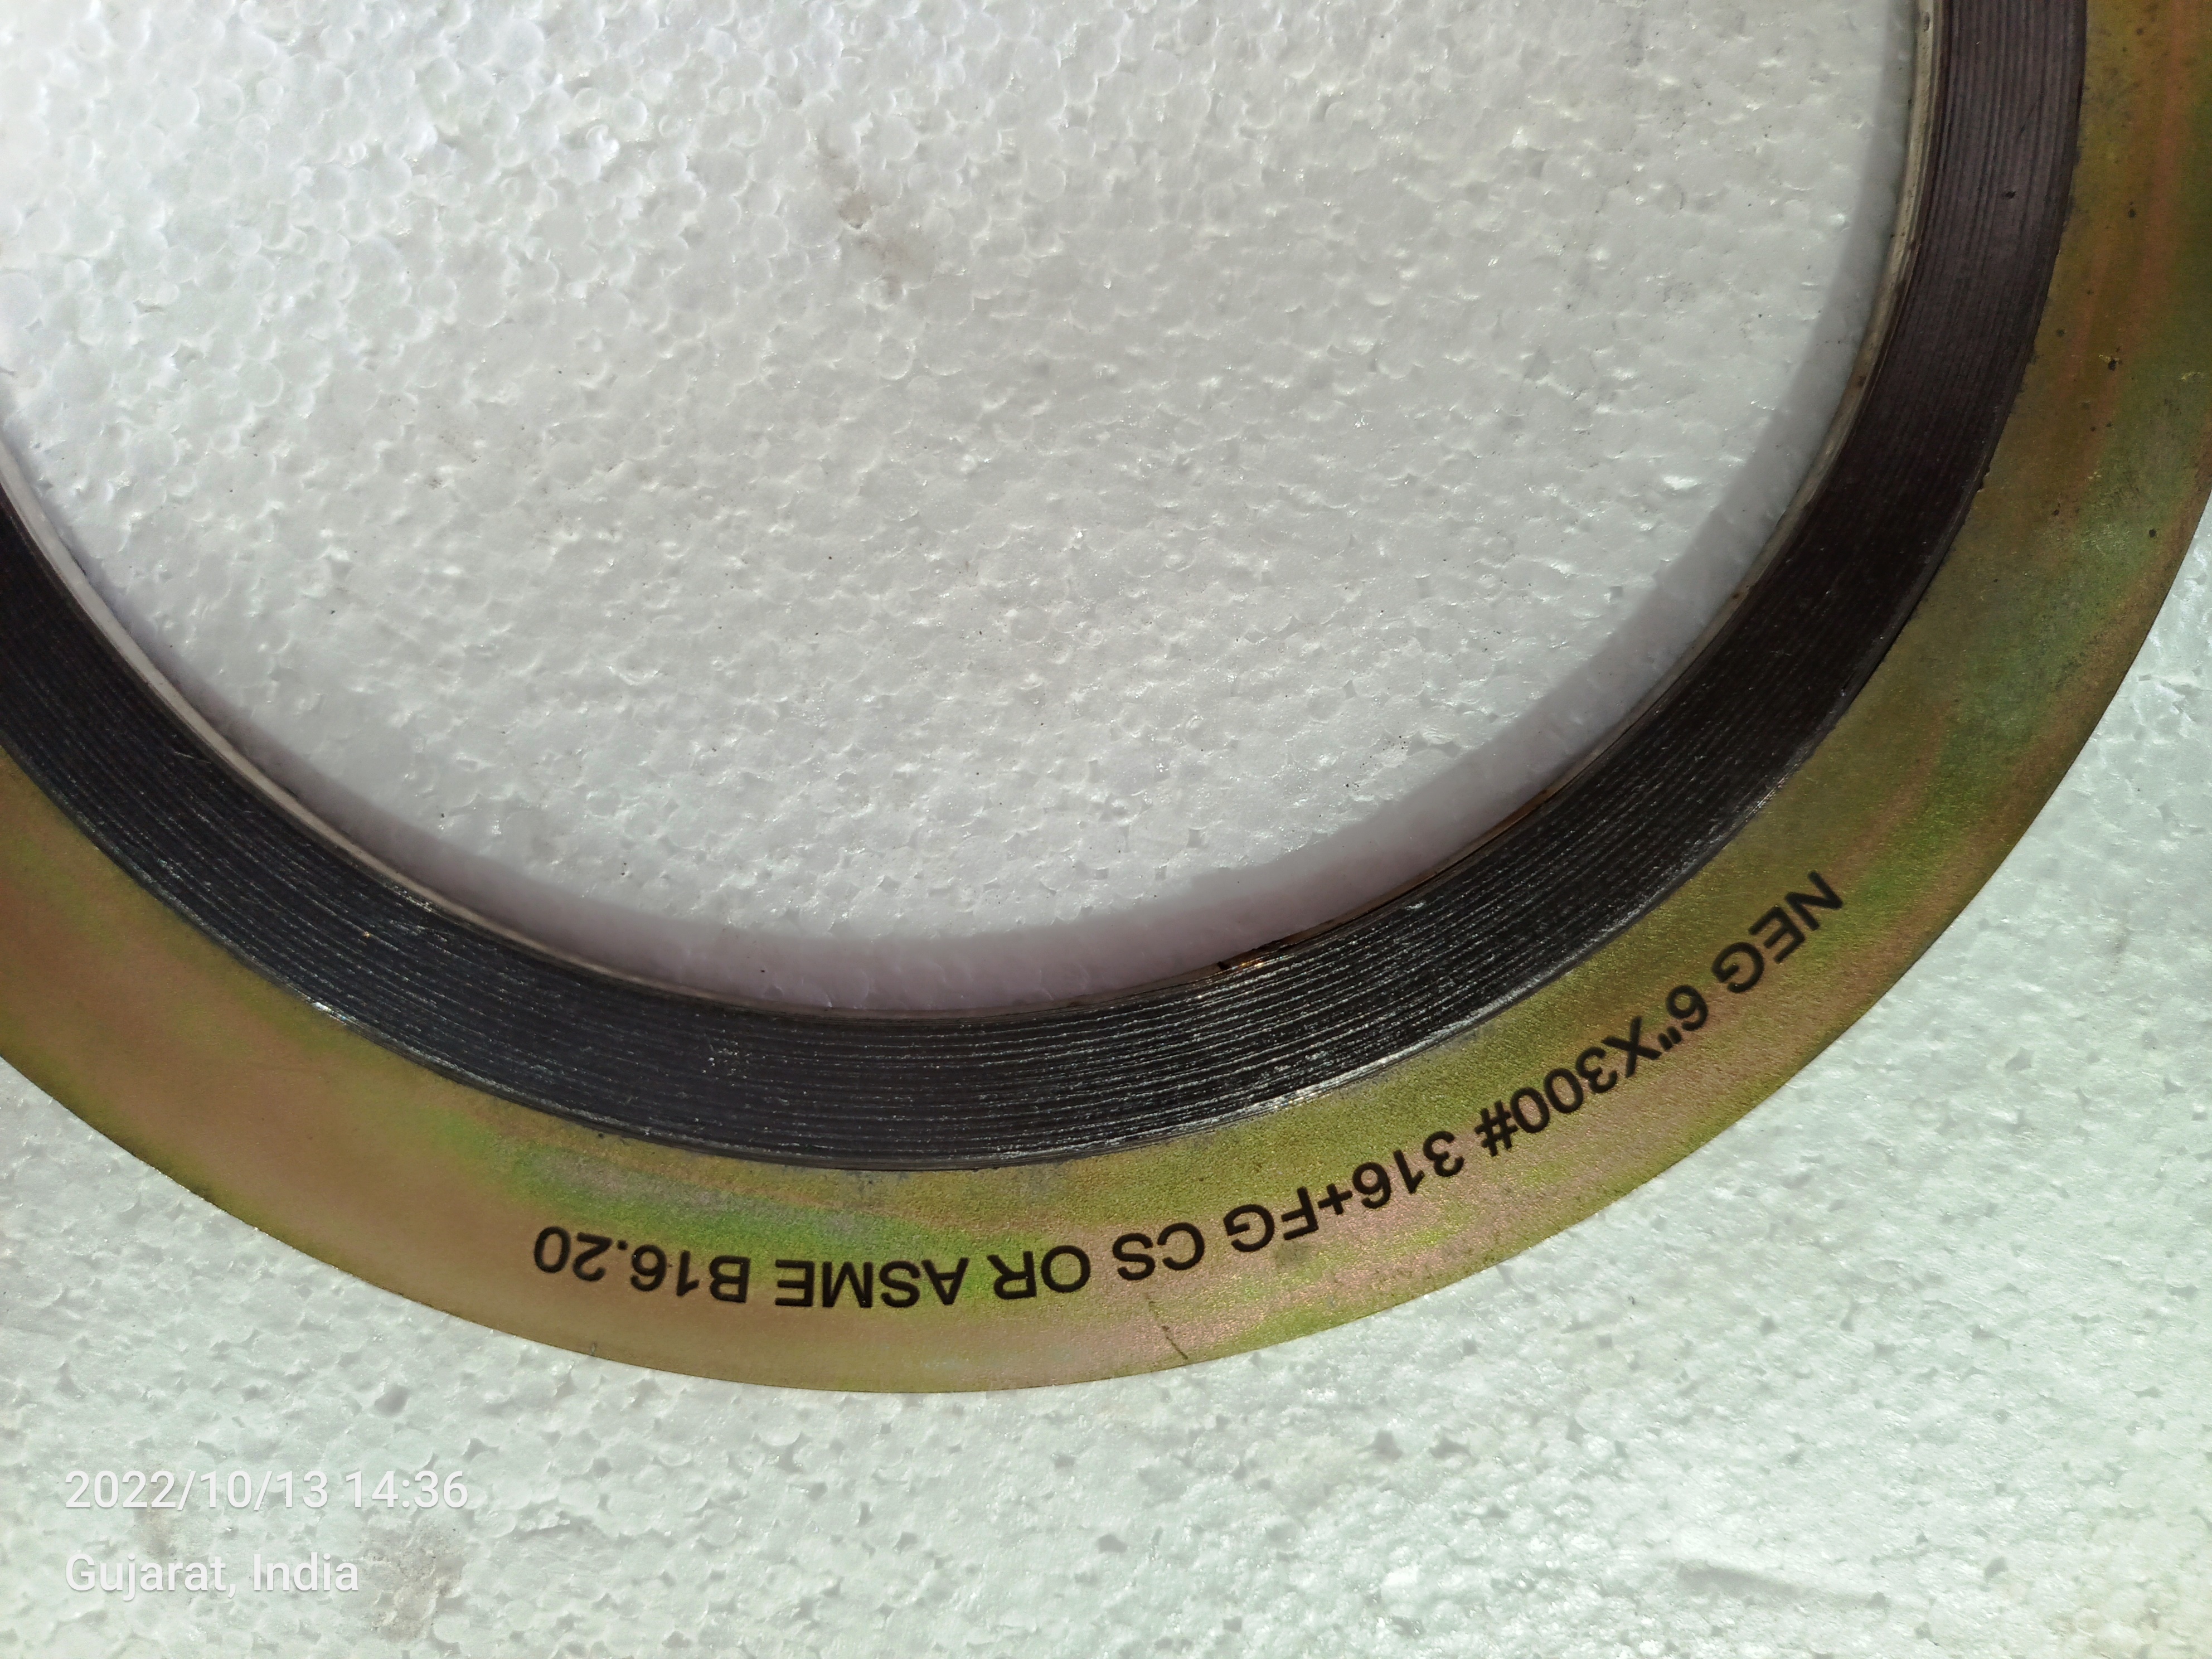 NEG 6"X300# 316+FG CS OR ASME B16.20
2022/10/13 14:36
Gujarat, India